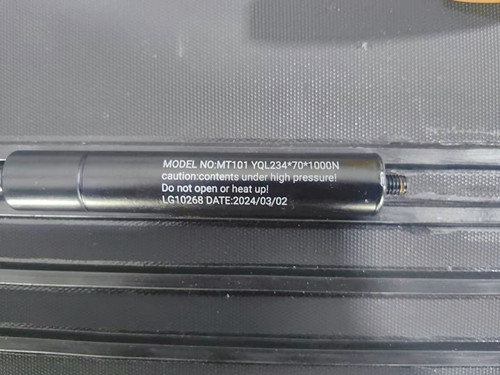 MODEL NO:MT101 YQL234*70*1000N
caution:contents under high pressure!
Do not open or heat up!
LG10268 DATE:2024/03/02